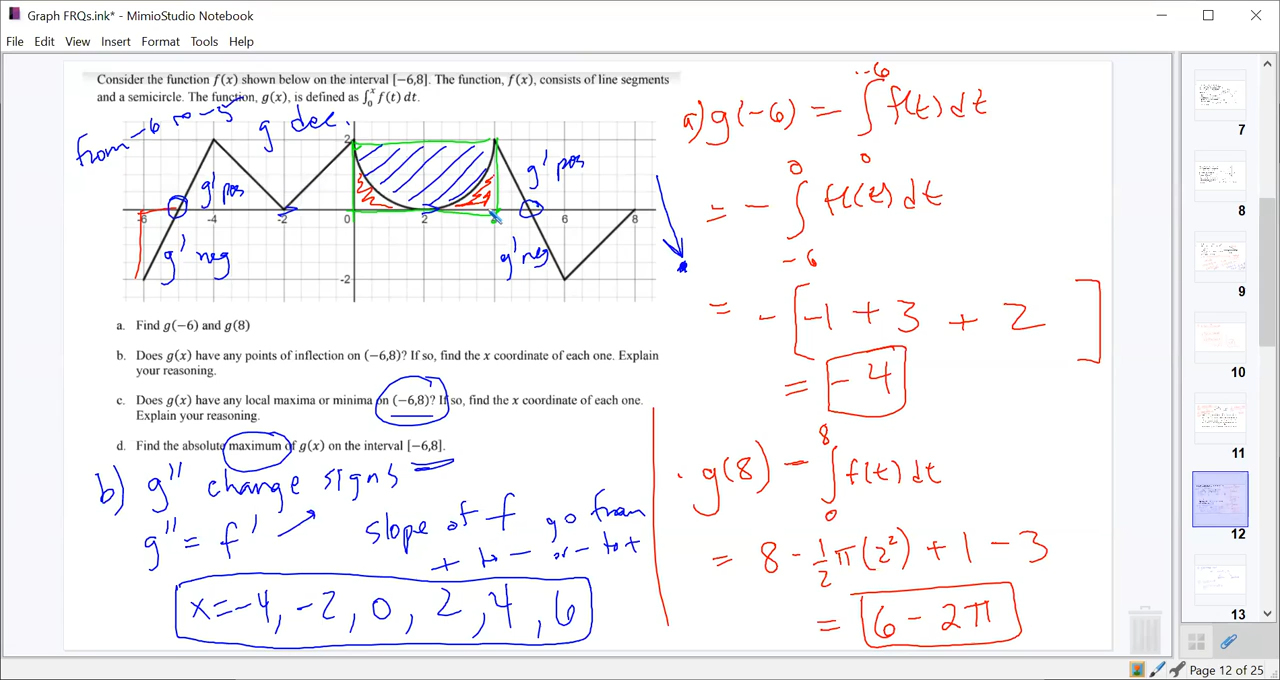 Graph FRQs.ink* - MimioStudio Notebook
File Edit View Insert Format Tools Help
Consider the function f(x) shown below on the interval [−6,8]. The function, f(x), consists of line segments
and a semicircle. The function, g(x), is defined as ∫₀ˣ f(t) dt.
from -6 to -5 g dec.
2
g' pos
g' pos
-6 -4 -2 0 2 6 8
g' neg
g' neg
-2
a. Find g(−6) and g(8)
b. Does g(x) have any points of inflection on (−6,8)? If so, find the x coordinate of each one. Explain
your reasoning.
c. Does g(x) have any local maxima or minima on (−6,8)? If so, find the x coordinate of each one.
Explain your reasoning.
d. Find the absolute maximum of g(x) on the interval [−6,8].
b) g'' change signs
g'' = f' slope of f go from
+ to - or - to +
x = -4, -2, 0, 2, 4, 6
a) g(-6) = ∫₀⁻⁶ f(t) dt
= - ∫₋₆⁰ f(t) dt
= - [-1 + 3 + 2]
= -4
g(8) = ∫₀⁸ f(t) dt
= 8 - 1/2 π(2²) + 1 - 3
= 6 - 2π
7
8
9
10
11
12
13
Page 12 of 25